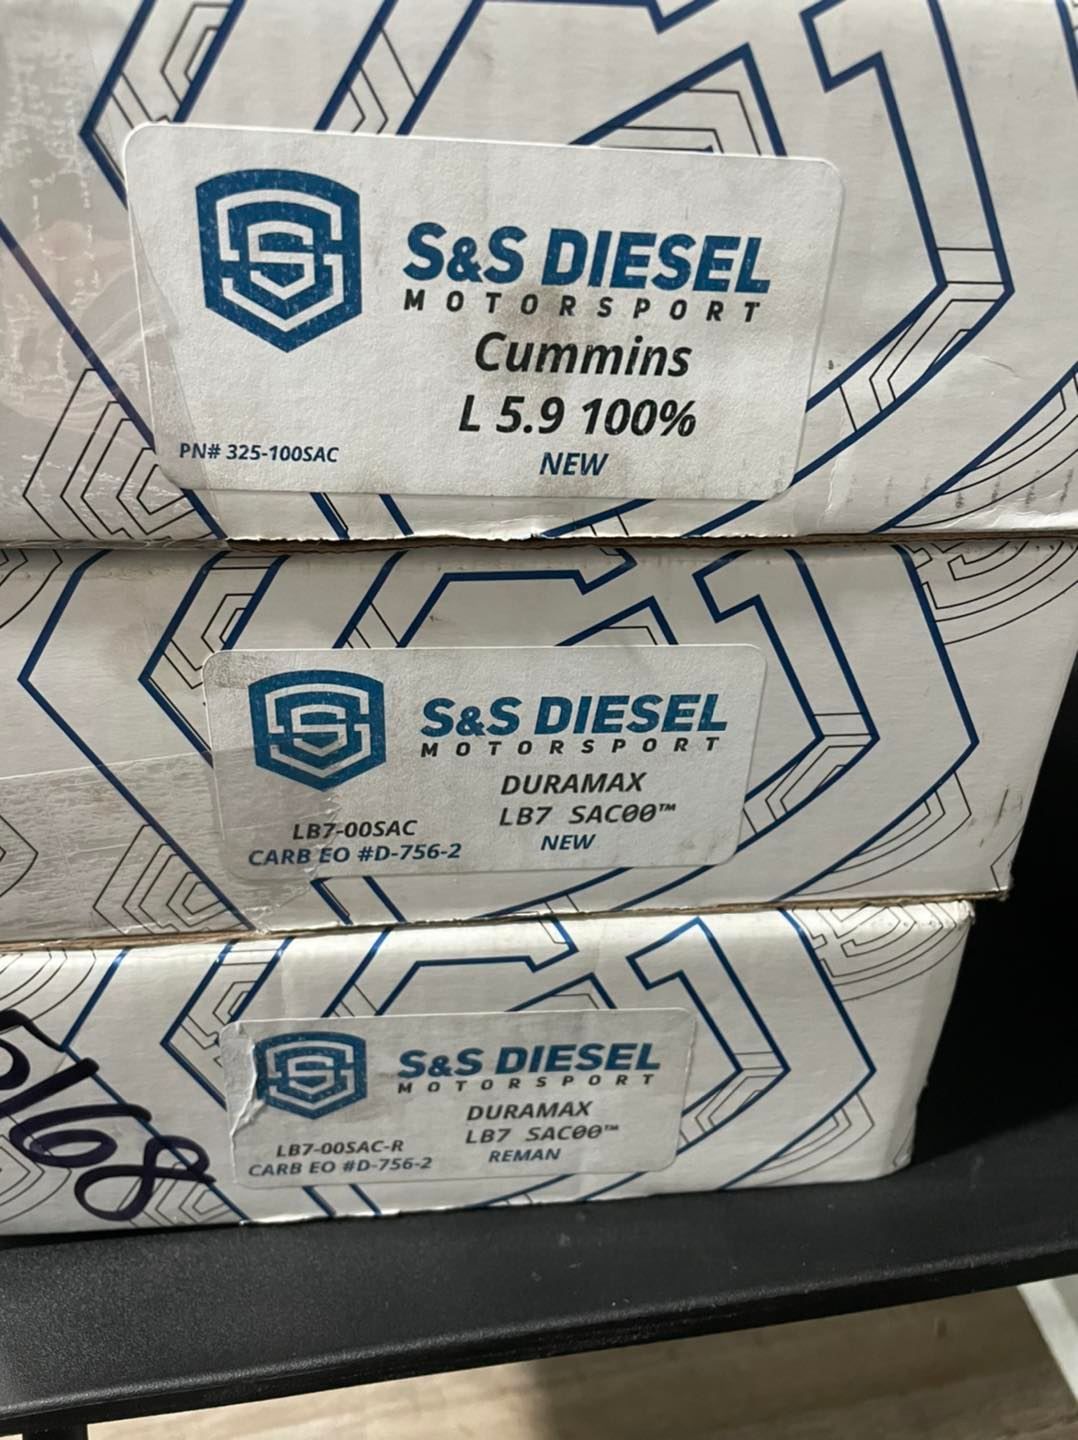 S&S DIESEL
MOTORSPORT
Cummins
L 5.9 100%
PN# 325-100SAC
NEW
S&S DIESEL
MOTORSPORT
DURAMAX
LB7 SAC00™
LB7-00SAC
NEW
CARB EO #D-756-2
S&S DIESEL
MOTORSPORT
DURAMAX
LB7 SAC00™
LB7-00SAC-R
REMAN
CARB EO #D-756-2